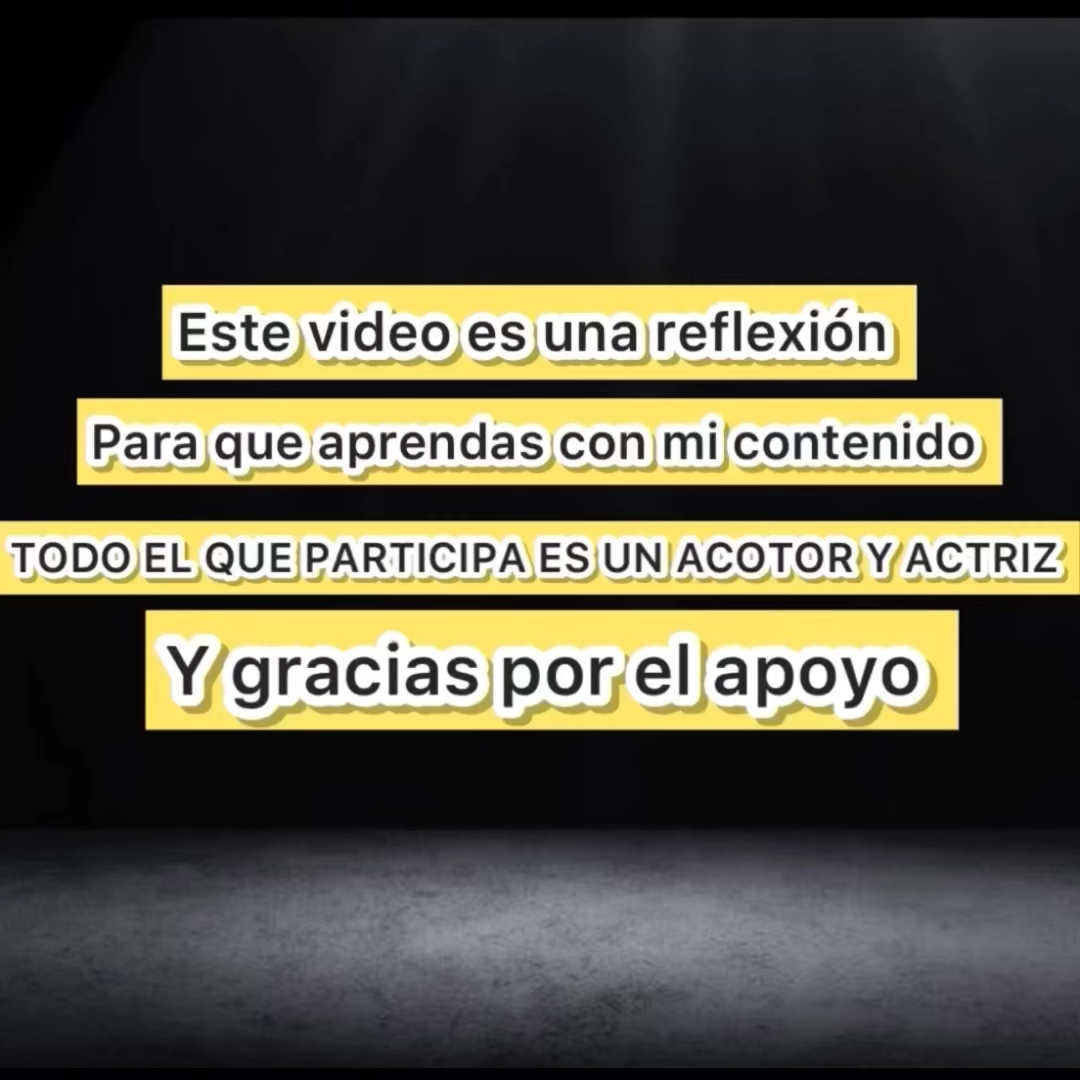 Este video es una reflexión
Para que aprendas con mi contenido
TODO EL QUE PARTICIPA ES UN ACOTOR Y ACTRIZ
Y gracias por el apoyo